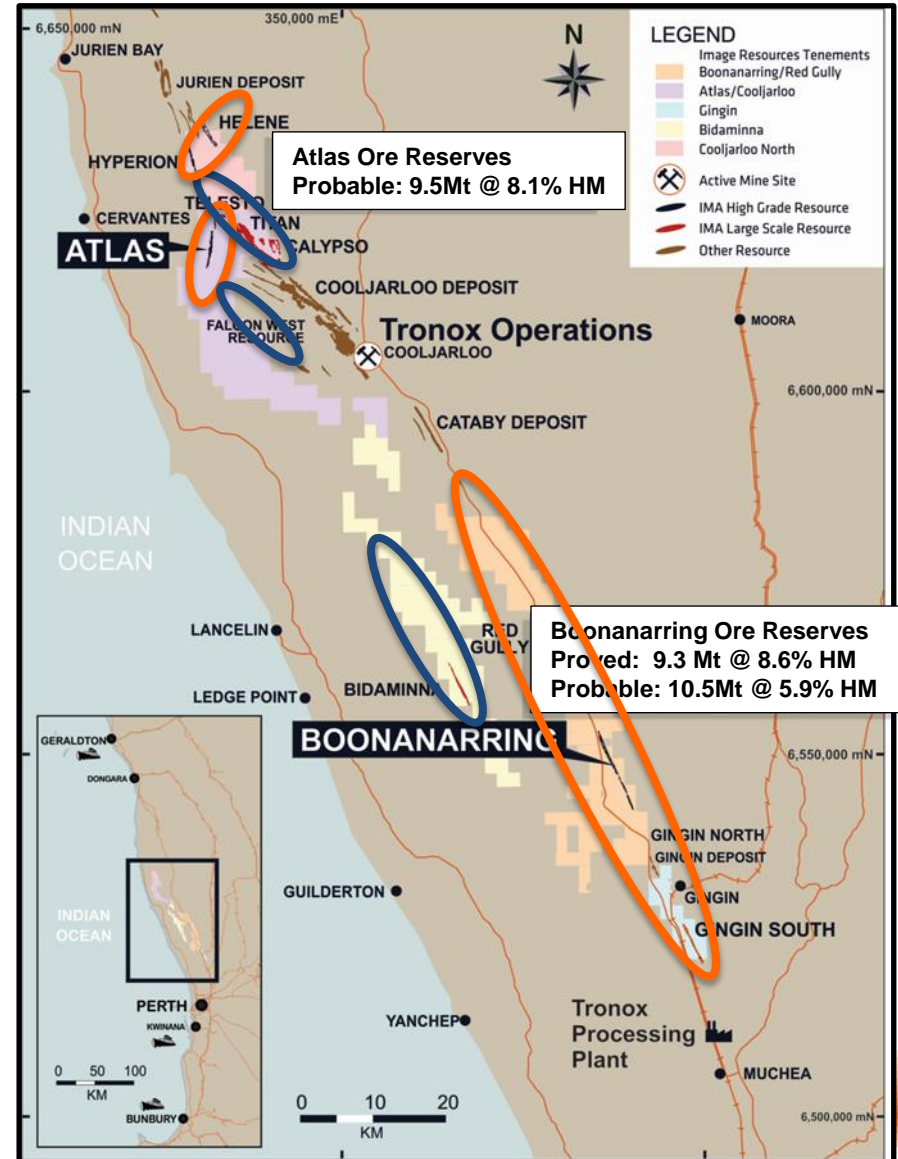 350,000 mE
6,650,000 mN
JURIEN BAY
JURIEN DEPOSIT
HELENE
HYPERION
N
LEGEND
Image Resources Tenements
Boonanarring/Red Gully
Atlas/Cooljarloo
Gingin
Bidaminna
Cooljarloo North
Active Mine Site
IMA High Grade Resource
IMA Large Scale Resource
Other Resource
Atlas Ore Reserves
Probable: 9.5Mt @ 8.1% HM
TELESTO
CERVANTES
TITAN
ATLAS
CALYPSO
COOLJARLOO DEPOSIT
FALCON WEST
RESOURCE
Tronox Operations
COOLJARLOO
MOORA
6,600,000 mN
CATABY DEPOSIT
INDIAN
OCEAN
LANCELIN
RED
GULLY
Boonanarring Ore Reserves
Proved: 9.3 Mt @ 8.6% HM
Probable: 10.5Mt @ 5.9% HM
LEDGE POINT
BIDAMINNA
BOONANARRING
6,550,000 mN
GINGIN NORTH
GINGIN DEPOSIT
GINGIN
GINGIN SOUTH
GUILDERTON
YANCHEP
Tronox
Processing
Plant
MUCHEA
6,500,000 mN
0 10 20
KM
GERALDTON
DONGARA
INDIAN
OCEAN
PERTH
KWINANA
0 50 100
KM
BUNBURY